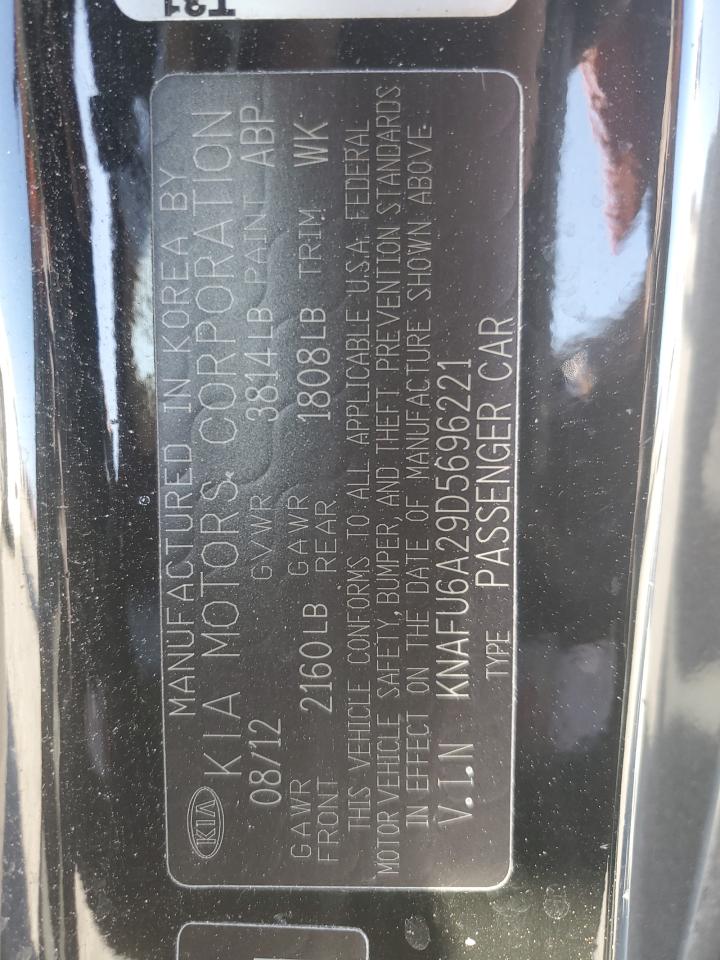 T31
MANUFACTURED IN KOREA BY
KIA KIA MOTORS CORPORATION
08/12 GVWR 3814LB PAINT ABP
GAWR FRONT 2160LB GAWR REAR 1808LB TRIM WK
THIS VEHICLE CONFORMS TO ALL APPLICABLE U.S.A. FEDERAL
MOTOR VEHICLE SAFETY, BUMPER, AND THEFT PREVENTION STANDARDS
IN EFFECT ON THE DATE OF MANUFACTURE SHOWN ABOVE.
V.I.N KNAFU6A29D5696221
TYPE PASSENGER CAR